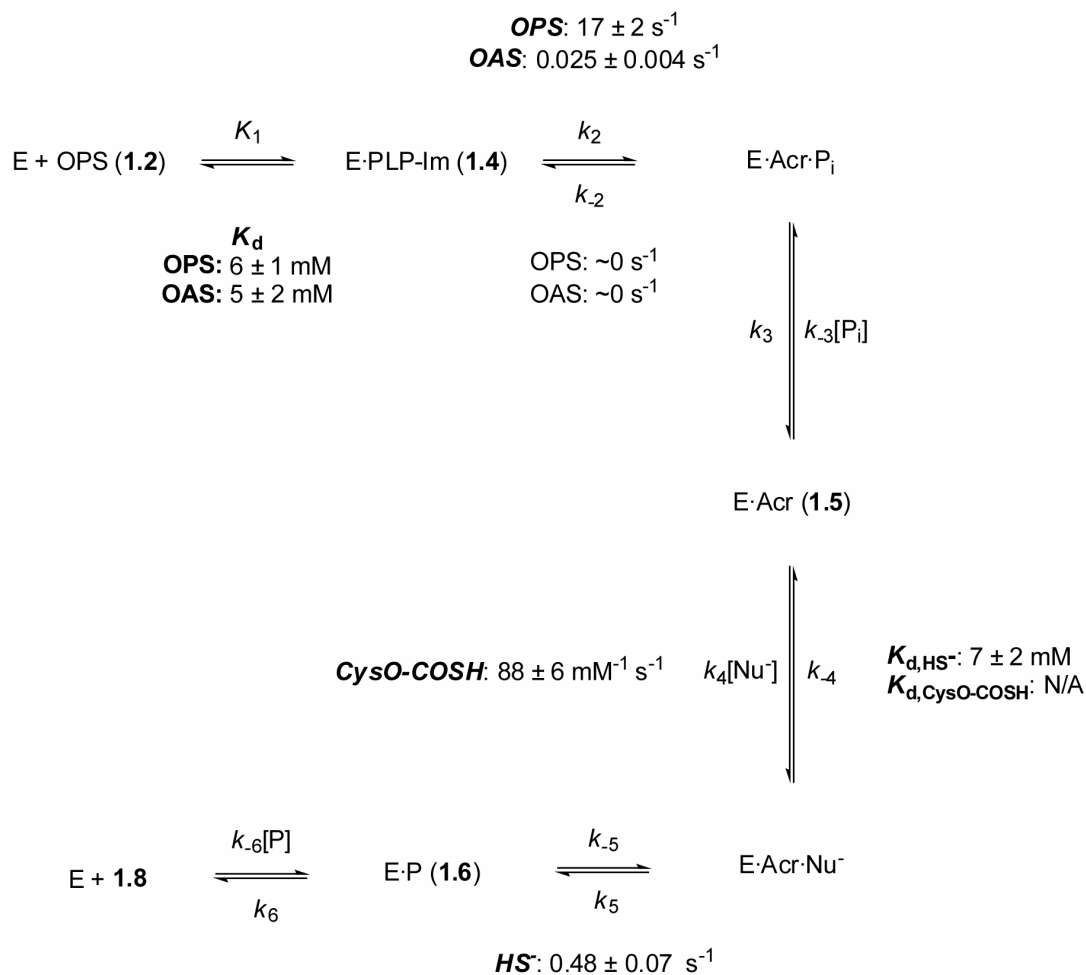 OPS: 17 ± 2 s⁻¹
OAS: 0.025 ± 0.004 s⁻¹
E + OPS (1.2)
K₁
E·PLP-Im (1.4)
k₂
k₋₂
E·Acr·Pᵢ
K_d
OPS: 6 ± 1 mM
OAS: 5 ± 2 mM
OPS: ~0 s⁻¹
OAS: ~0 s⁻¹
k₃
k₋₃[Pᵢ]
E·Acr (1.5)
CysO-COSH: 88 ± 6 mM⁻¹ s⁻¹
k₄[Nu⁻]
k₋₄
K_d,HS⁻: 7 ± 2 mM
K_d,CysO-COSH: N/A
E + 1.8
k₋₆[P]
k₆
E·P (1.6)
k₋₅
k₅
E·Acr·Nu⁻
HS⁻: 0.48 ± 0.07 s⁻¹